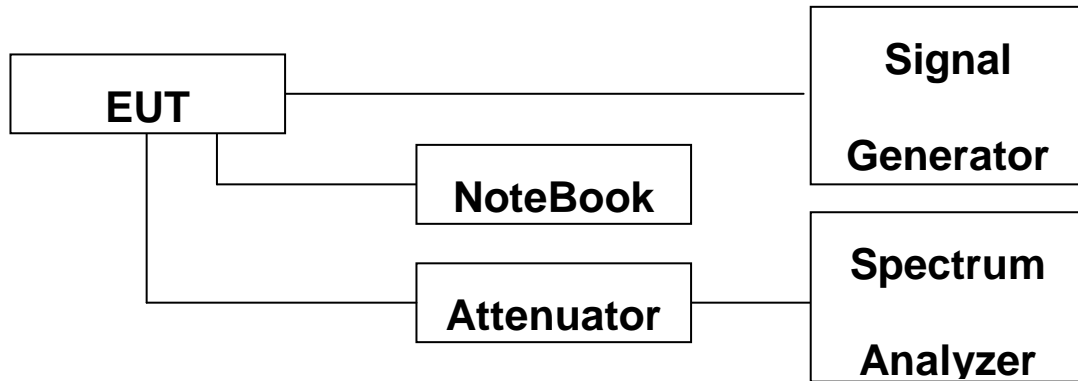 EUT
Signal
Generator
NoteBook
Attenuator
Spectrum
Analyzer